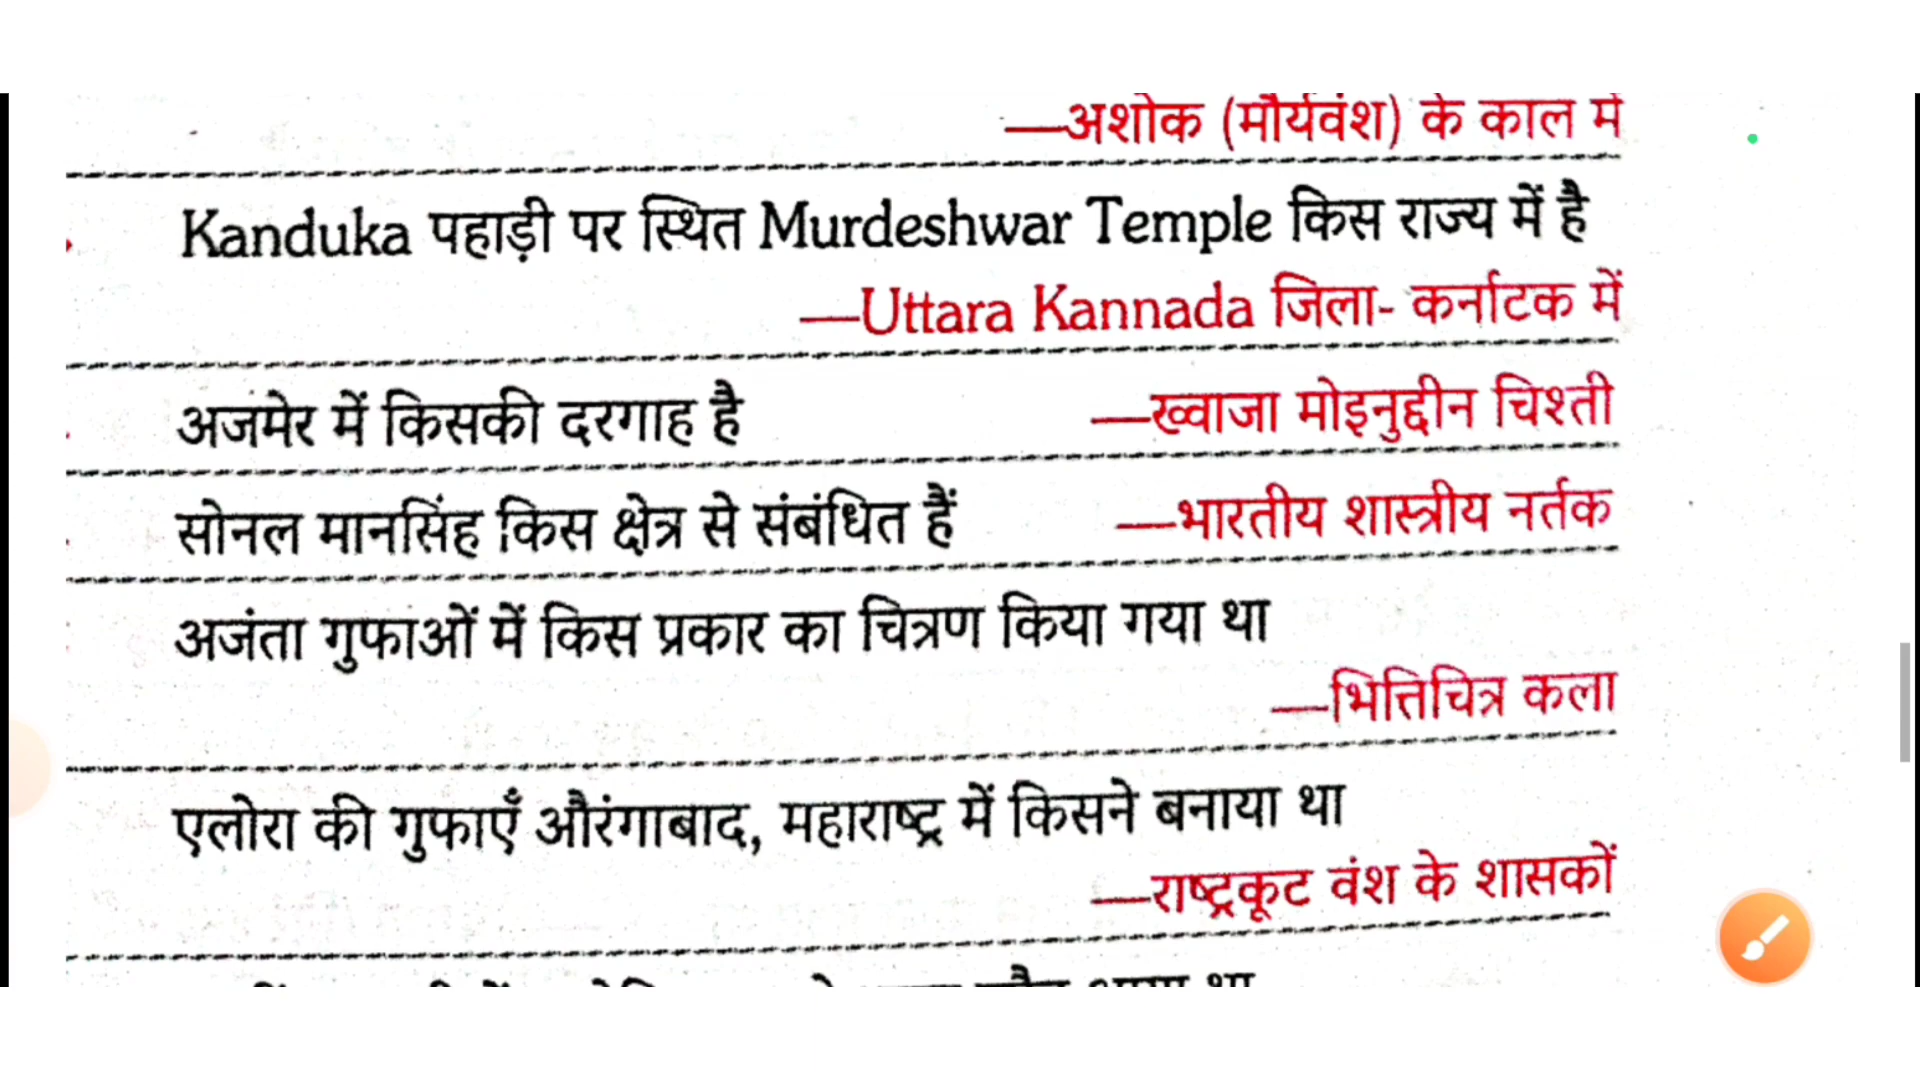 —अशोक (मौर्यवंश) के काल में
Kanduka पहाड़ी पर स्थित Murdeshwar Temple किस राज्य में है
—Uttara Kannada जिला- कर्नाटक में
अजमेर में किसकी दरगाह है —ख्वाजा मोइनुद्दीन चिश्ती
सोनल मानसिंह किस क्षेत्र से संबंधित हैं —भारतीय शास्त्रीय नर्तक
अजंता गुफाओं में किस प्रकार का चित्रण किया गया था
—भित्तिचित्र कला
एलोरा की गुफाएँ औरंगाबाद, महाराष्ट्र में किसने बनाया था
—राष्ट्रकूट वंश के शासकों